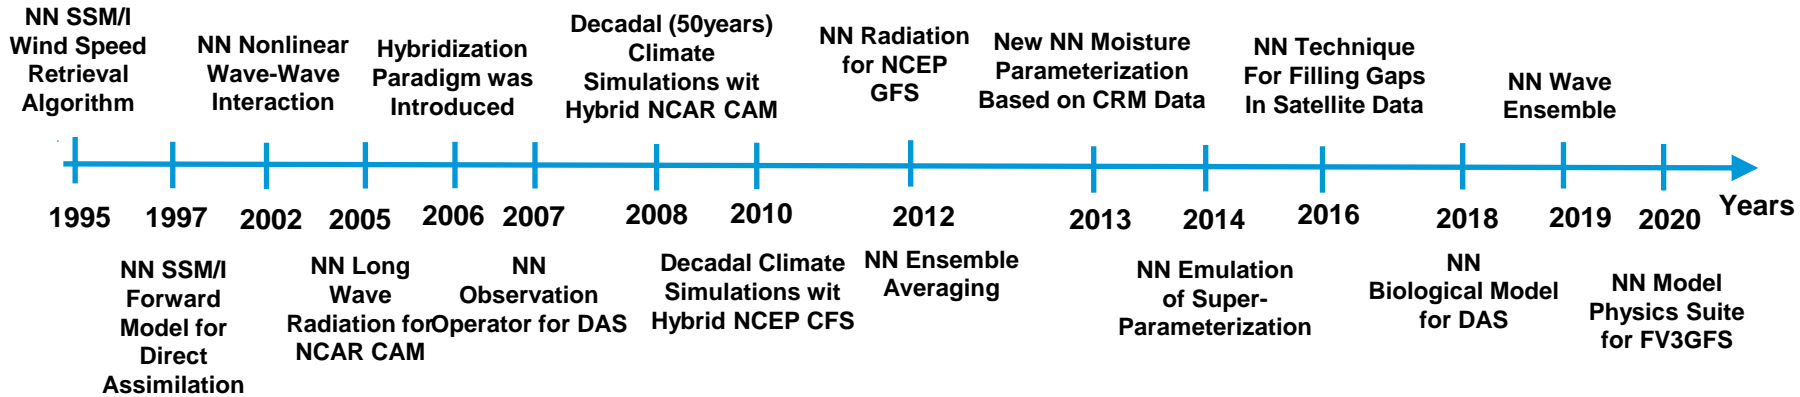 NN SSM/I
Wind Speed
Retrieval
Algorithm
NN Nonlinear
Wave-Wave
Interaction
Hybridization
Paradigm was
Introduced
Decadal (50years)
Climate
Simulations wit
Hybrid NCAR CAM
NN Radiation
for NCEP
GFS
New NN Moisture
Parameterization
Based on CRM Data
NN Technique
For Filling Gaps
In Satellite Data
NN Wave
Ensemble
1995 1997 2002 2005 2006 2007 2008 2010 2012 2013 2014 2016 2018 2019 2020 Years
NN SSM/I
Forward
Model for
Direct
Assimilation
NN Long
Wave
Radiation for
NCAR CAM
NN
Observation
Operator for DAS
Decadal Climate
Simulations wit
Hybrid NCEP CFS
NN Ensemble
Averaging
NN Emulation
of Super-
Parameterization
NN
Biological Model
for DAS
NN Model
Physics Suite
for FV3GFS